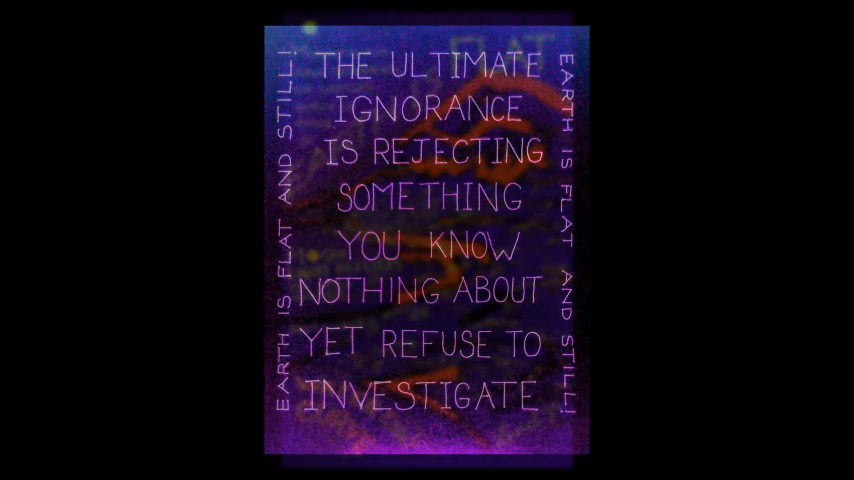 EARTH IS FLAT AND STILL!
THE ULTIMATE
IGNORANCE
IS REJECTING
SOMETHING
YOU KNOW
NOTHING ABOUT
YET REFUSE TO
INVESTIGATE
EARTH IS FLAT AND STILL!